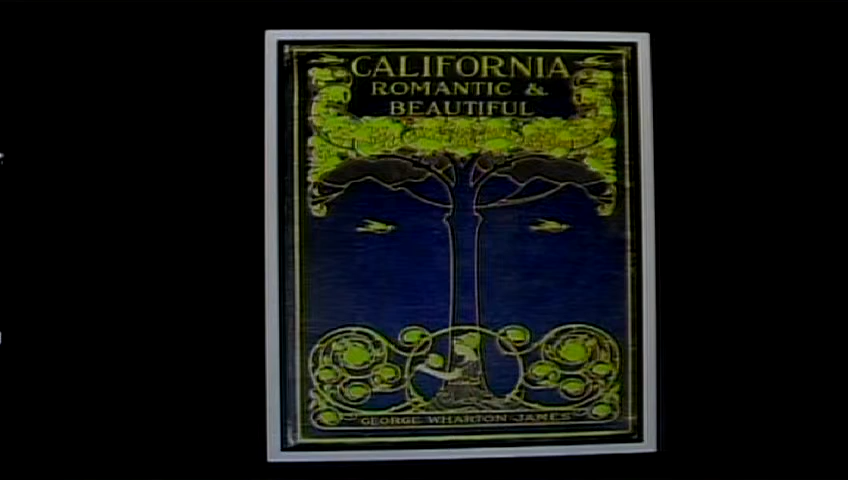 CALIFORNIA
ROMANTIC &
BEAUTIFUL
GEORGE WHARTON JAMES